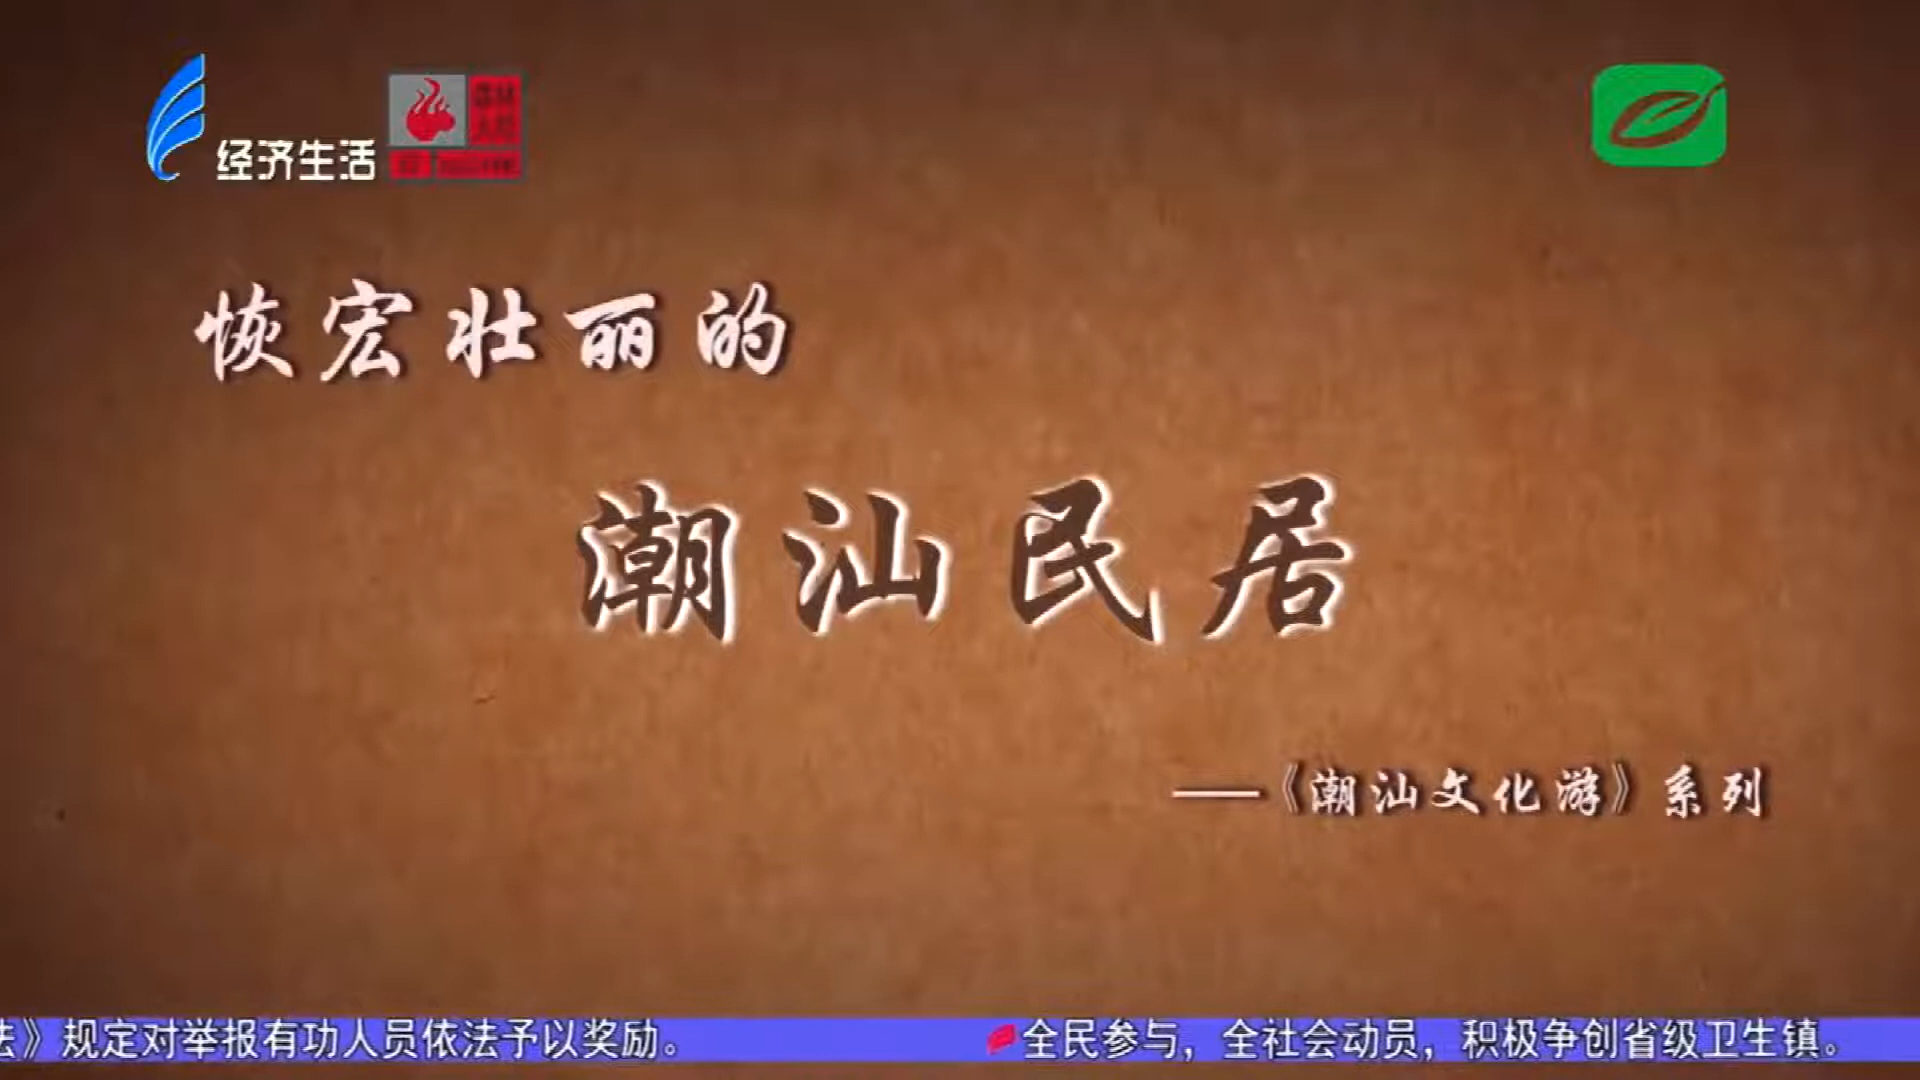 经济生活
恢宏壮丽的
潮汕民居
——《潮汕文化游》系列
法》规定对举报有功人员依法予以奖励。 全民参与，全社会动员，积极争创省级卫生镇。